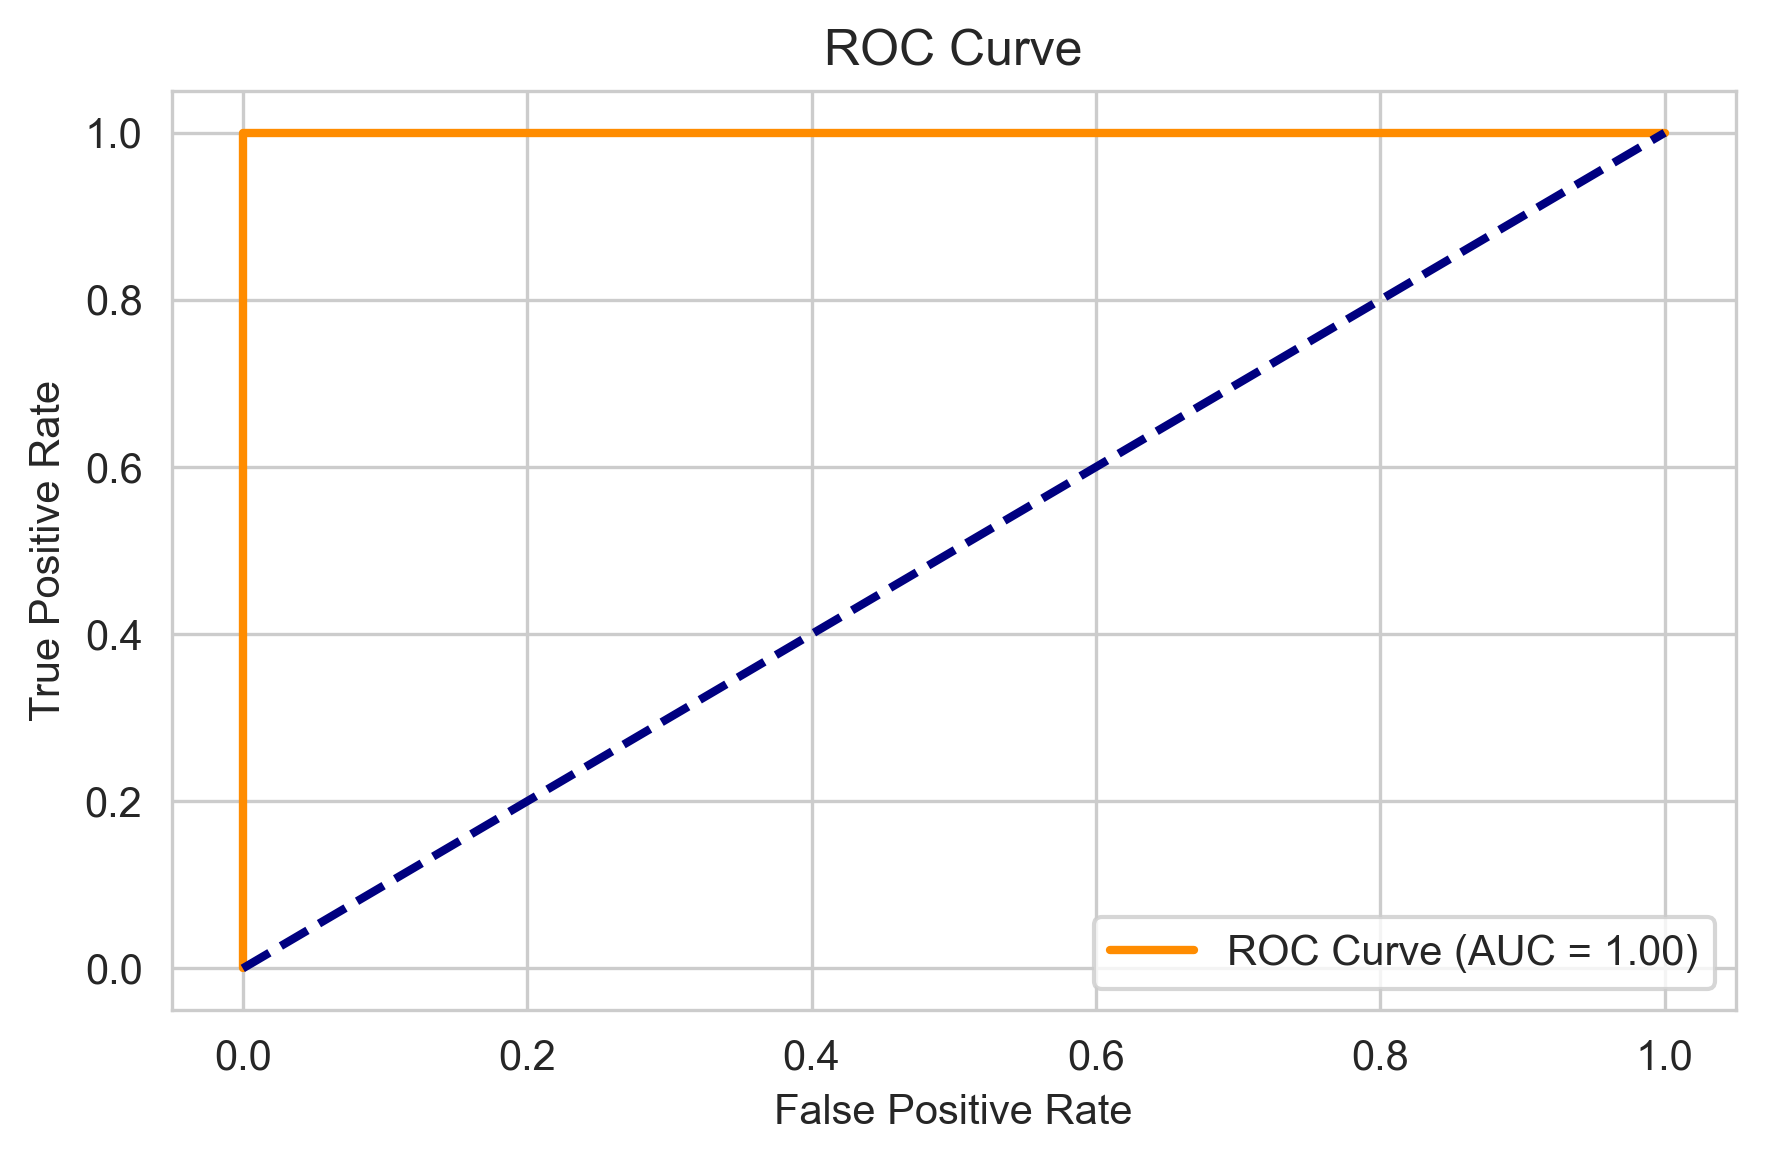 ROC Curve
True Positive Rate
1.0
0.8
0.6
0.4
0.2
0.0
ROC Curve (AUC = 1.00)
0.0 0.2 0.4 0.6 0.8 1.0
False Positive Rate